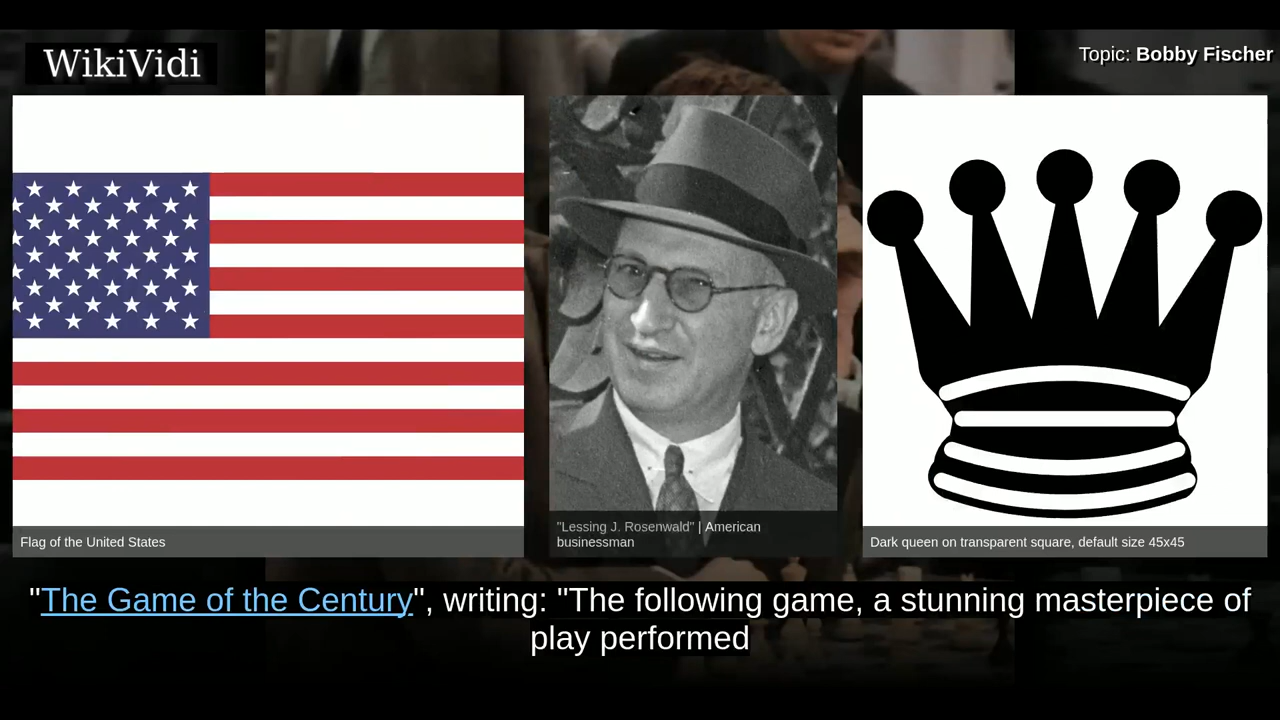 WikiVidi
Topic: Bobby Fischer
Flag of the United States
"Lessing J. Rosenwald" | American
businessman
Dark queen on transparent square, default size 45x45
"The Game of the Century", writing: "The following game, a stunning masterpiece of
play performed